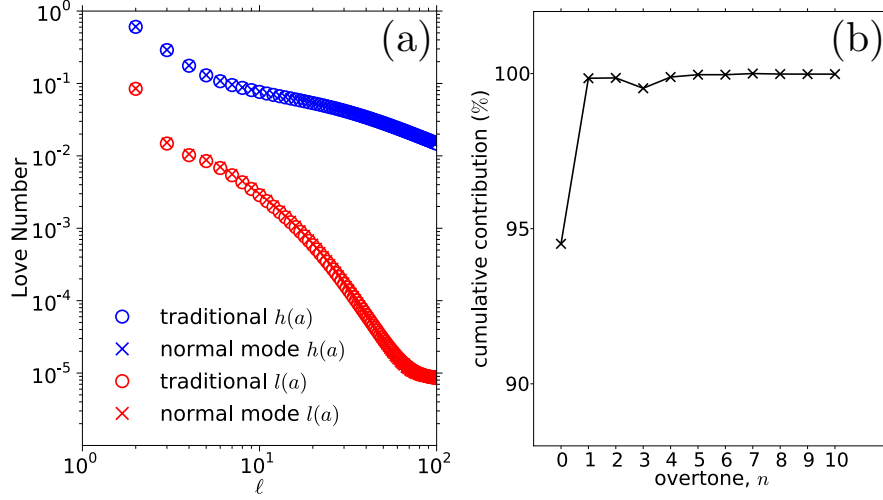 (a)
Love Number
10^0
10^-1
10^-2
10^-3
10^-4
10^-5
traditional h(a)
normal mode h(a)
traditional l(a)
normal mode l(a)
10^0 10^1 10^2
ℓ
(b)
cumulative contribution (%)
100
95
90
0 1 2 3 4 5 6 7 8 9 10
overtone, n